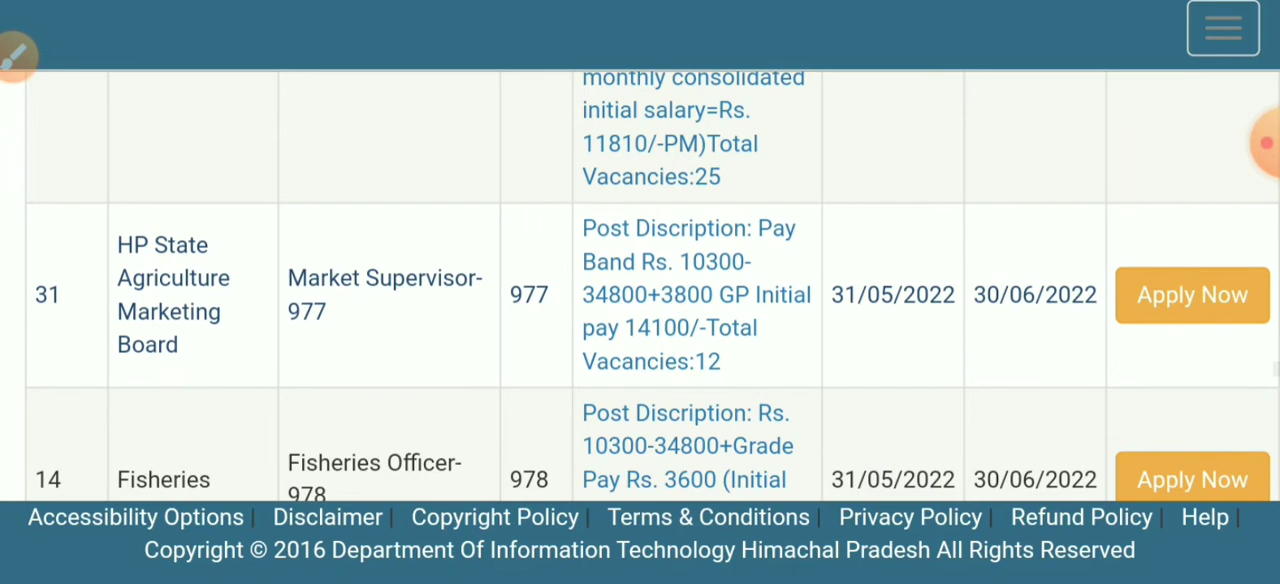 monthly consolidated
initial salary=Rs.
11810/-PM)Total
Vacancies:25
31
HP State
Agriculture
Marketing
Board
Market Supervisor-
977
977
Post Discription: Pay
Band Rs. 10300-
34800+3800 GP Initial
pay 14100/-Total
Vacancies:12
31/05/2022
30/06/2022
Apply Now
14
Fisheries
Fisheries Officer-
978
978
Post Discription: Rs.
10300-34800+Grade
Pay Rs. 3600 (Initial
31/05/2022
30/06/2022
Apply Now
Accessibility Options | Disclaimer | Copyright Policy | Terms & Conditions | Privacy Policy | Refund Policy | Help |
Copyright © 2016 Department Of Information Technology Himachal Pradesh All Rights Reserved